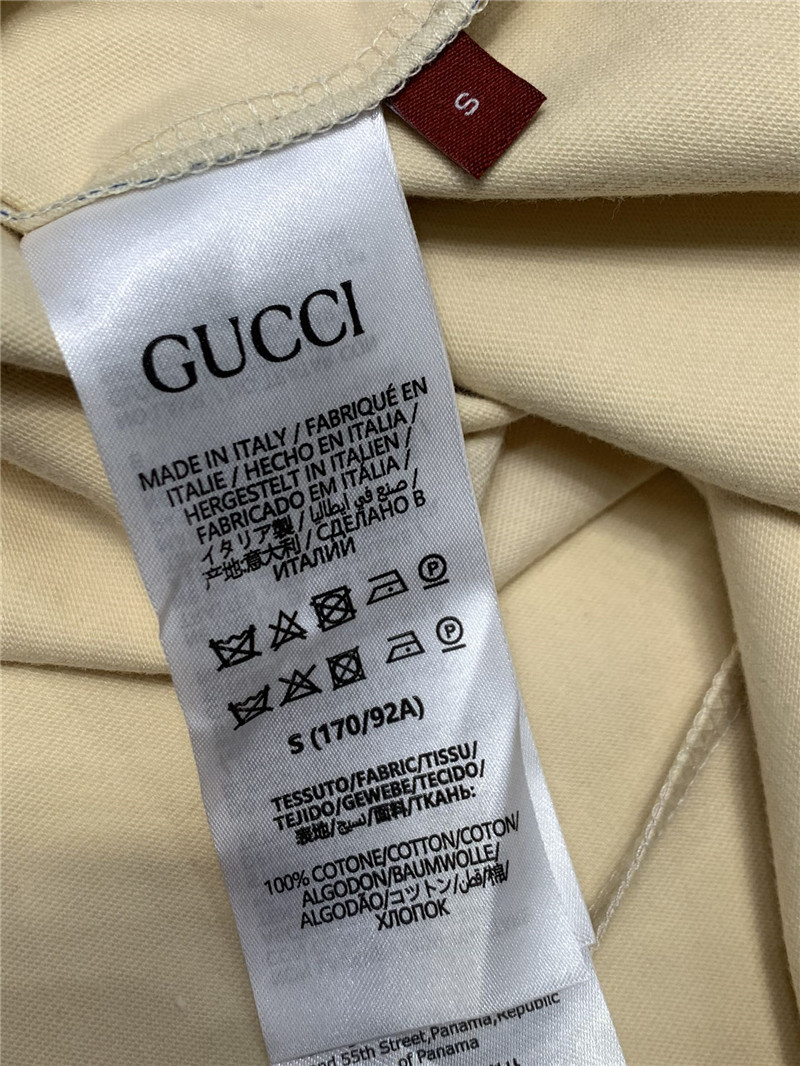 S
GUCCI
MADE IN ITALY / FABRIQUÉ EN
ITALIE / HECHO EN ITALIA /
HERGESTELT IN ITALIEN /
FABRICADO EM ITÁLIA /
イタリア製 / صنع في إيطاليا /
产地:意大利 / СДЕЛАНО В
ИТАЛИИ
P
P
S (170/92A)
TESSUTO/FABRIC/TISSU/
TEJIDO/GEWEBE/TECIDO/
表地/نسيج/面料/ТКАНЬ:
100% COTONE/COTTON/COTON/
ALGODON/BAUMWOLLE/
ALGODÃO/コットン/قطن/棉/
ХЛОПОК
55th Street,Panama,Republic
of Panama